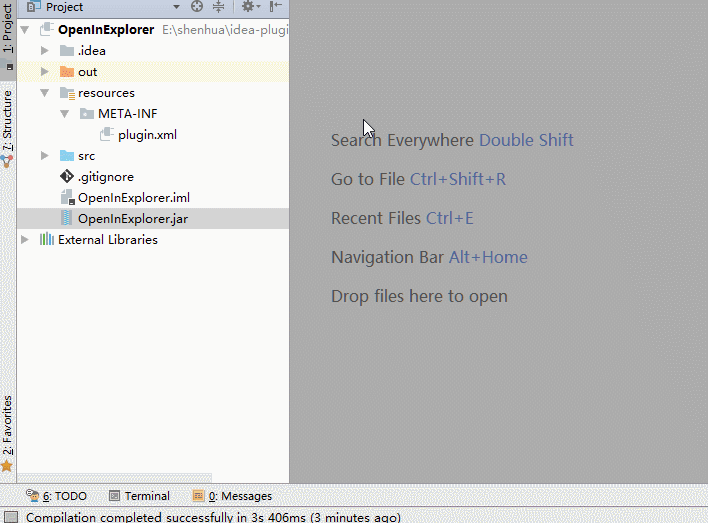 Project
1: Project
OpenInExplorer E:\shenhua\idea-plugi
.idea
out
resources
META-INF
plugin.xml
src
.gitignore
OpenInExplorer.iml
OpenInExplorer.jar
External Libraries
7: Structure
2: Favorites
Search Everywhere Double Shift
Go to File Ctrl+Shift+R
Recent Files Ctrl+E
Navigation Bar Alt+Home
Drop files here to open
6: TODO Terminal 0: Messages
Compilation completed successfully in 3s 406ms (3 minutes ago)